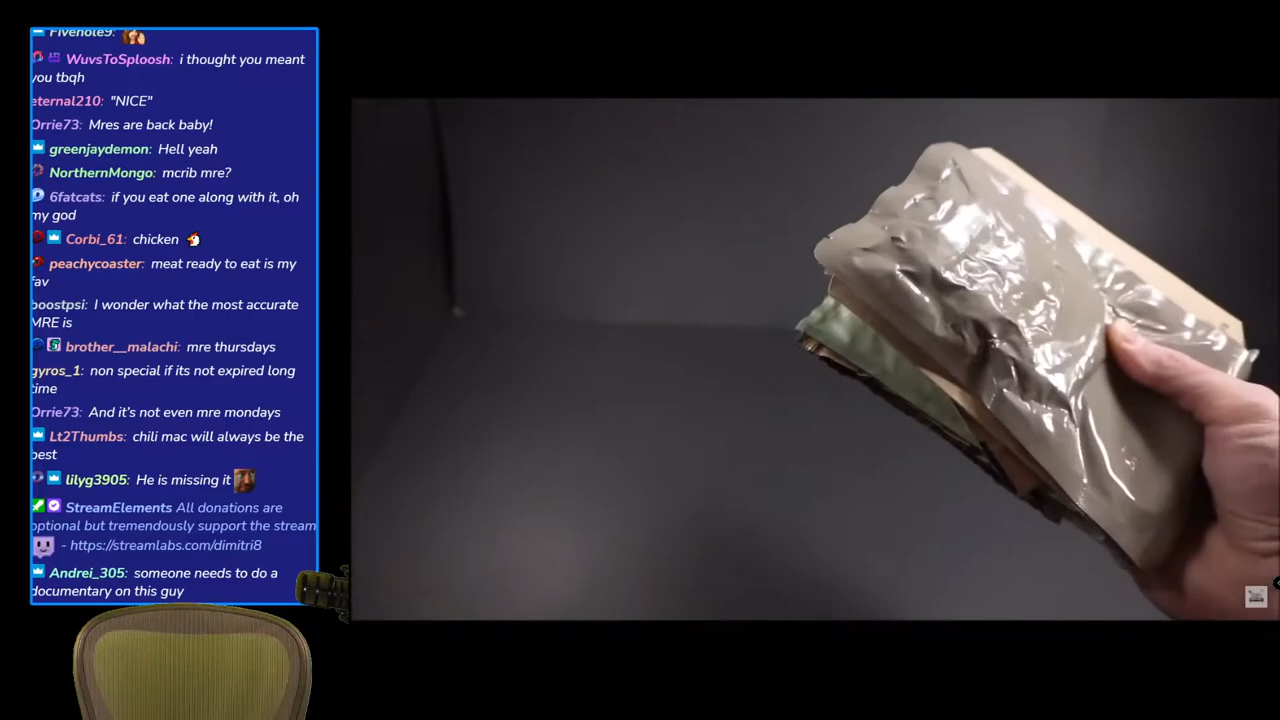 Fivehole9:
WuvsToSploosh: i thought you meant
you tbqh
eternal210: "NICE"
Orrie73: Mres are back baby!
greenjaydemon: Hell yeah
NorthernMongo: mcrib mre?
6fatcats: if you eat one along with it, oh
my god
Corbi_61: chicken
peachycoaster: meat ready to eat is my
fav
boostpsi: I wonder what the most accurate
MRE is
brother__malachi: mre thursdays
gyros_1: non special if its not expired long
time
Orrie73: And it's not even mre mondays
Lt2Thumbs: chili mac will always be the
best
lilyg3905: He is missing it
StreamElements All donations are
optional but tremendously support the stream
- https://streamlabs.com/dimitri8
Andrei_305: someone needs to do a
documentary on this guy